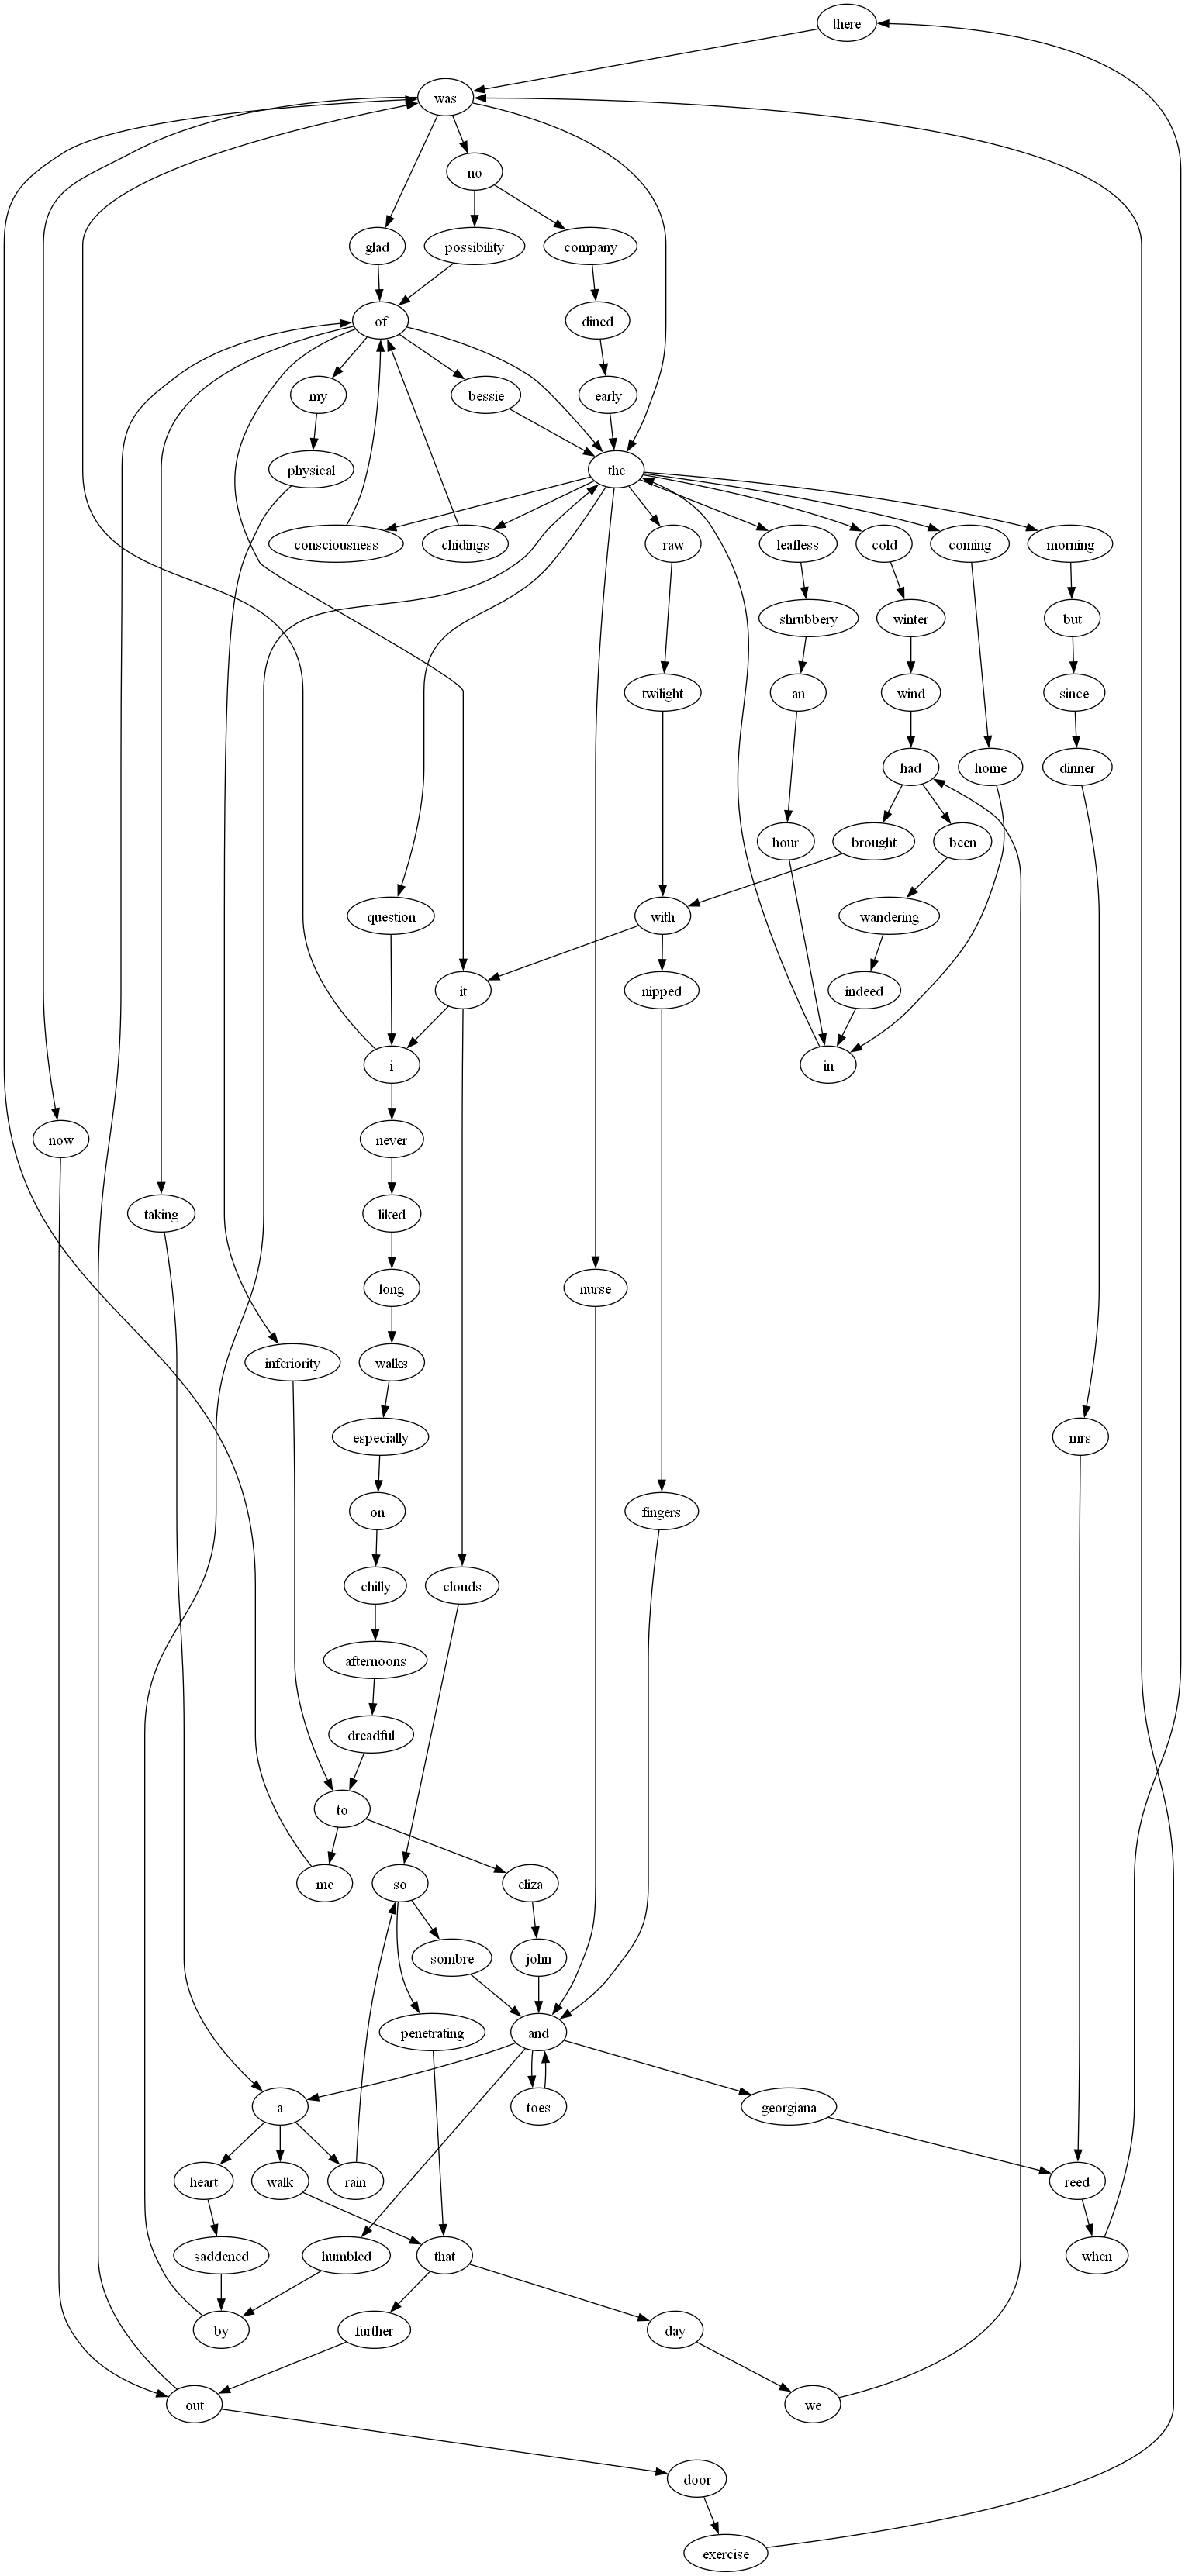 there
was
no
glad
possibility
company
of
dined
my
bessie
early
physical
the
consciousness
chidings
raw
leafless
cold
coming
morning
shrubbery
winter
but
twilight
an
wind
since
had
home
dinner
hour
brought
been
question
with
wandering
it
nipped
indeed
i
in
now
never
taking
liked
long
nurse
inferiority
walks
especially
mrs
on
fingers
chilly
clouds
afternoons
dreadful
to
me
so
eliza
sombre
john
penetrating
and
a
toes
georgiana
heart
walk
rain
reed
saddened
humbled
that
when
by
further
day
out
we
door
exercise